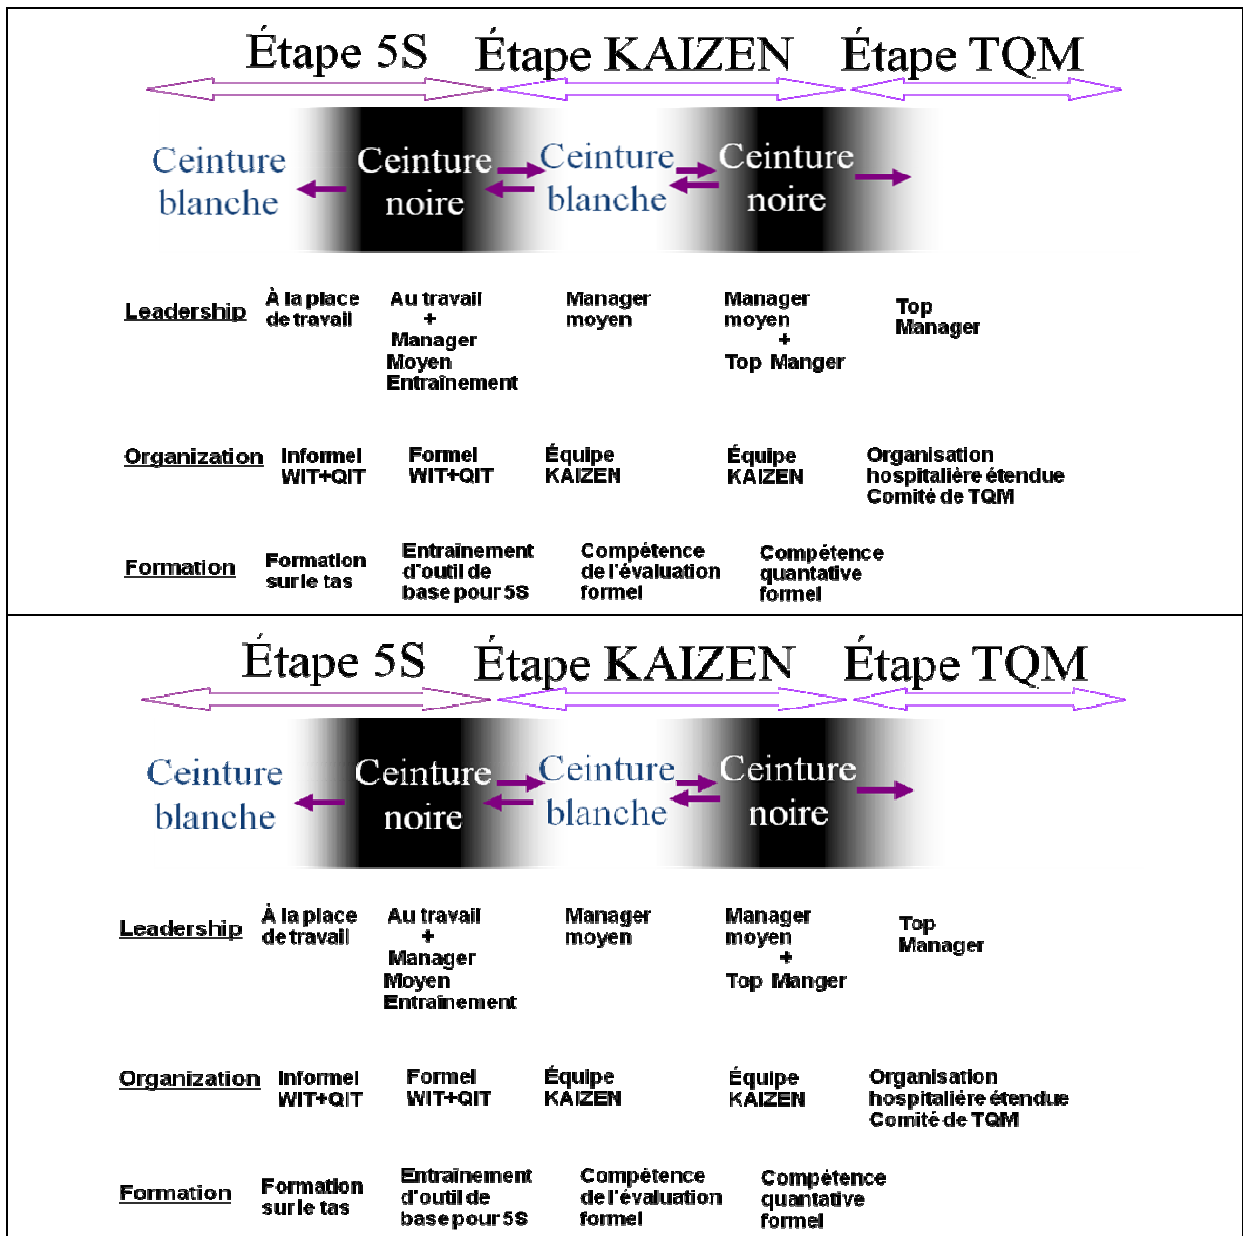 Étape 5S Étape KAIZEN Étape TQM
Ceinture blanche
Ceinture noire
Ceinture blanche
Ceinture noire
Leadership
À la place
de travail
Au travail
+
Manager
Moyen
Entraînement
Manager
moyen
Manager
moyen
+
Top Manger
Top
Manager
Organization
Informel
WIT+QIT
Formel
WIT+QIT
Équipe
KAIZEN
Équipe
KAIZEN
Organisation
hospitalière étendue
Comité de TQM
Formation
Formation
sur le tas
Entraînement
d'outil de
base pour 5S
Compétence
de l'évaluation
formel
Compétence
quantative
formel
Étape 5S Étape KAIZEN Étape TQM
Ceinture blanche
Ceinture noire
Ceinture blanche
Ceinture noire
Leadership
À la place
de travail
Au travail
+
Manager
Moyen
Entraînement
Manager
moyen
Manager
moyen
+
Top Manger
Top
Manager
Organization
Informel
WIT+QIT
Formel
WIT+QIT
Équipe
KAIZEN
Équipe
KAIZEN
Organisation
hospitalière étendue
Comité de TQM
Formation
Formation
sur le tas
Entraînement
d'outil de
base pour 5S
Compétence
de l'évaluation
formel
Compétence
quantative
formel